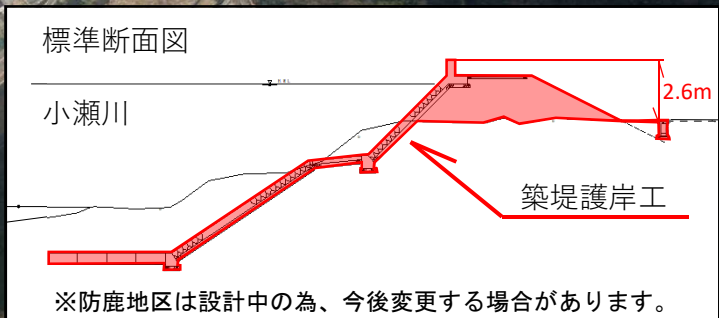 標準断面図
小瀬川
2.6m
築堤護岸工
※防鹿地区は設計中の為、今後変更する場合があります。